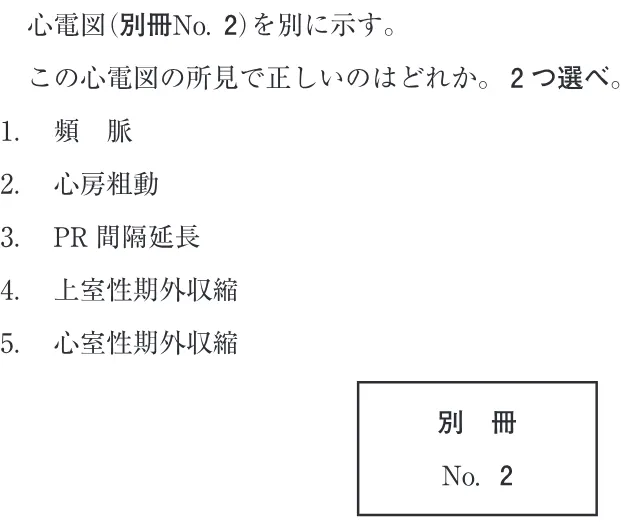 心電図(別冊No. 2)を別に示す。
この心電図の所見で正しいのはどれか。2つ選べ。
1. 頻 脈
2. 心房粗動
3. PR 間隔延長
4. 上室性期外収縮
5. 心室性期外収縮
別 冊
No. 2